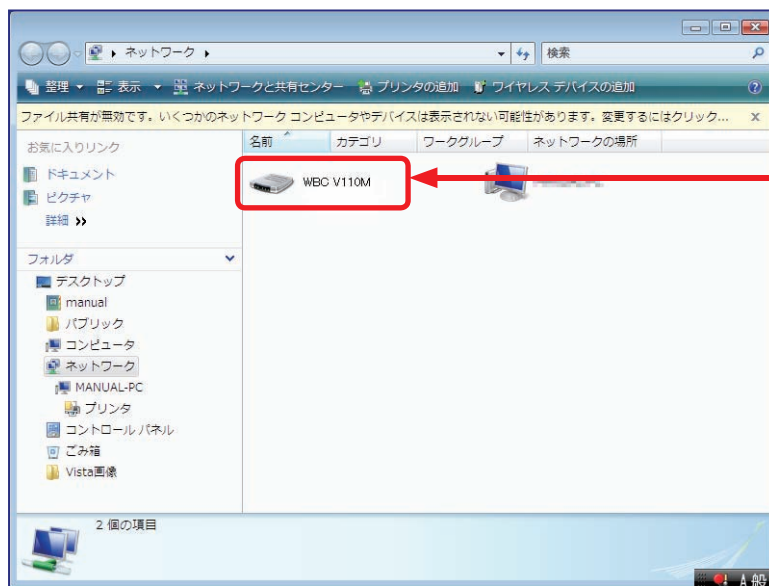 ネットワーク
検索
整理 表示 ネットワークと共有センター プリンタの追加 ワイヤレス デバイスの追加
ファイル共有が無効です。いくつかのネットワーク コンピュータやデバイスは表示されない可能性があります。変更するにはクリック... x
お気に入りリンク
名前 カテゴリ ワークグループ ネットワークの場所
ドキュメント
ピクチャ
詳細 »
WBC V110M
フォルダ
デスクトップ
manual
パブリック
コンピュータ
ネットワーク
MANUAL-PC
プリンタ
コントロール パネル
ごみ箱
Vista画像
2 個の項目
A 般